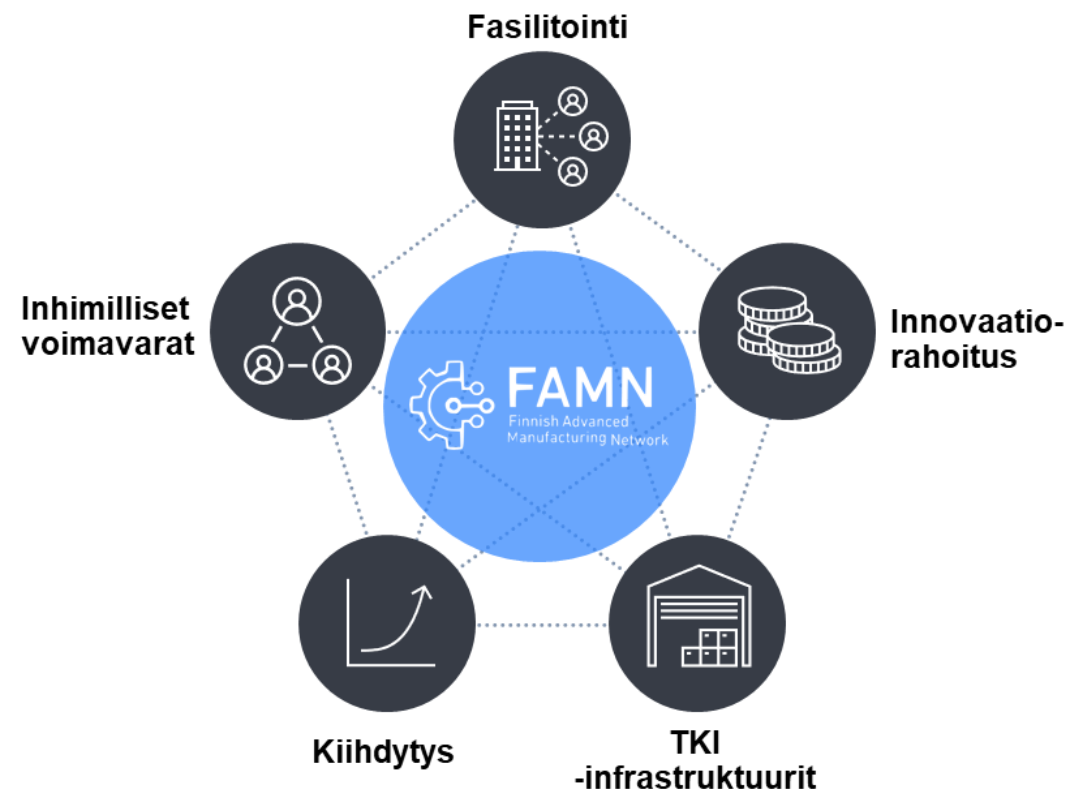 Fasilitointi
Inhimilliset
voimavarat
Innovaatio-
rahoitus
FAMN
Finnish Advanced
Manufacturing Network
Kiihdytys
TKI
-infrastruktuurit